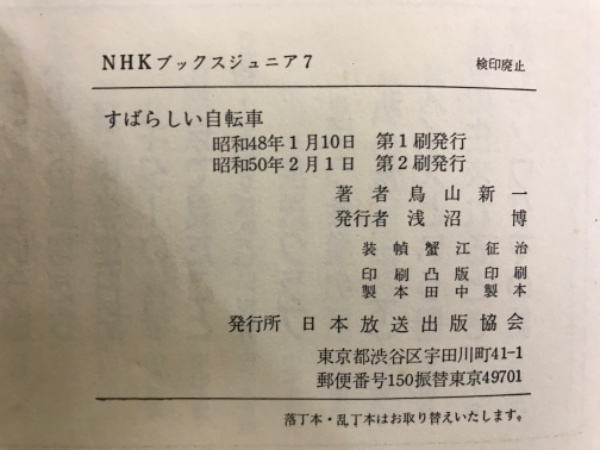 NHKブックスジュニア7 検印廃止
すばらしい自転車
昭和48年1月10日 第1刷発行
昭和50年2月1日 第2刷発行
著者 鳥山新一
発行者 浅沼 博
装幀 蟹江征治
印刷 凸版印刷
製本 田中製本
発行所 日本放送出版協会
東京都渋谷区宇田川町41-1
郵便番号150振替東京49701
落丁本・乱丁本はお取り替えいたします。